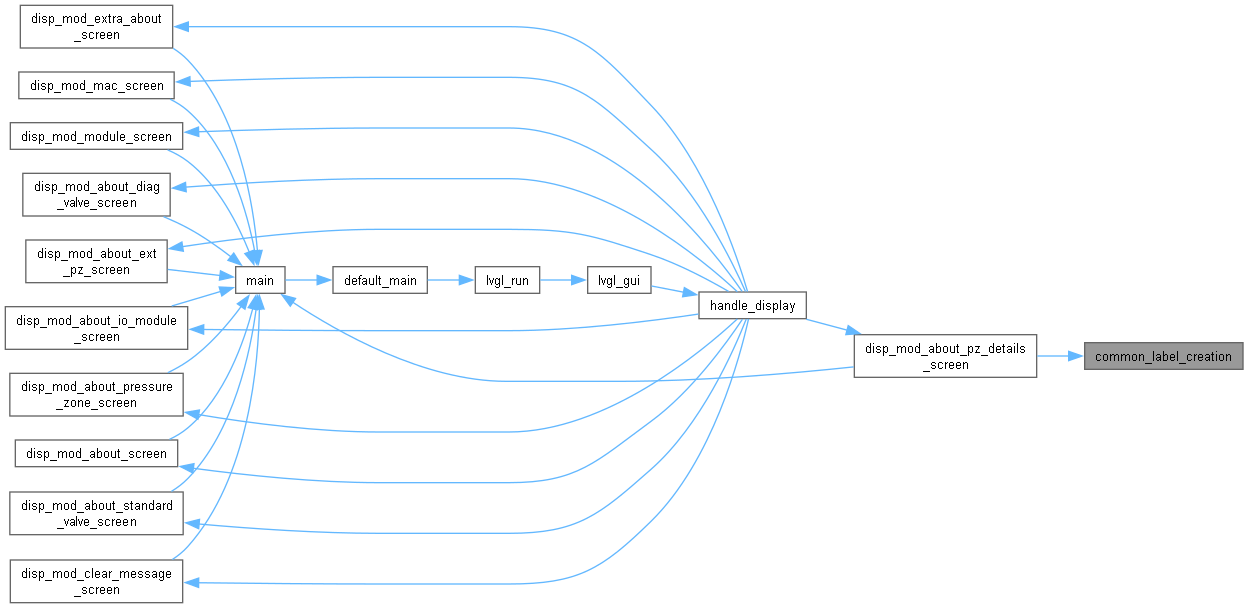 disp_mod_extra_about
_screen
disp_mod_mac_screen
disp_mod_module_screen
disp_mod_about_diag
_valve_screen
disp_mod_about_ext
_pz_screen
main
default_main
lvgl_run
lvgl_gui
handle_display
disp_mod_about_io_module
_screen
disp_mod_about_pz_details
_screen
common_label_creation
disp_mod_about_pressure
_zone_screen
disp_mod_about_screen
disp_mod_about_standard
_valve_screen
disp_mod_clear_message
_screen